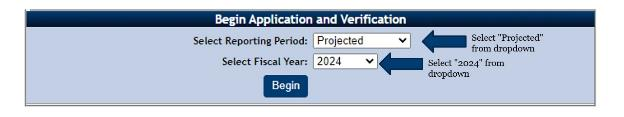 Begin Application and Verification
Select Reporting Period: Projected
Select "Projected"
from dropdown
Select Fiscal Year: 2024
Select "2024" from
dropdown
Begin